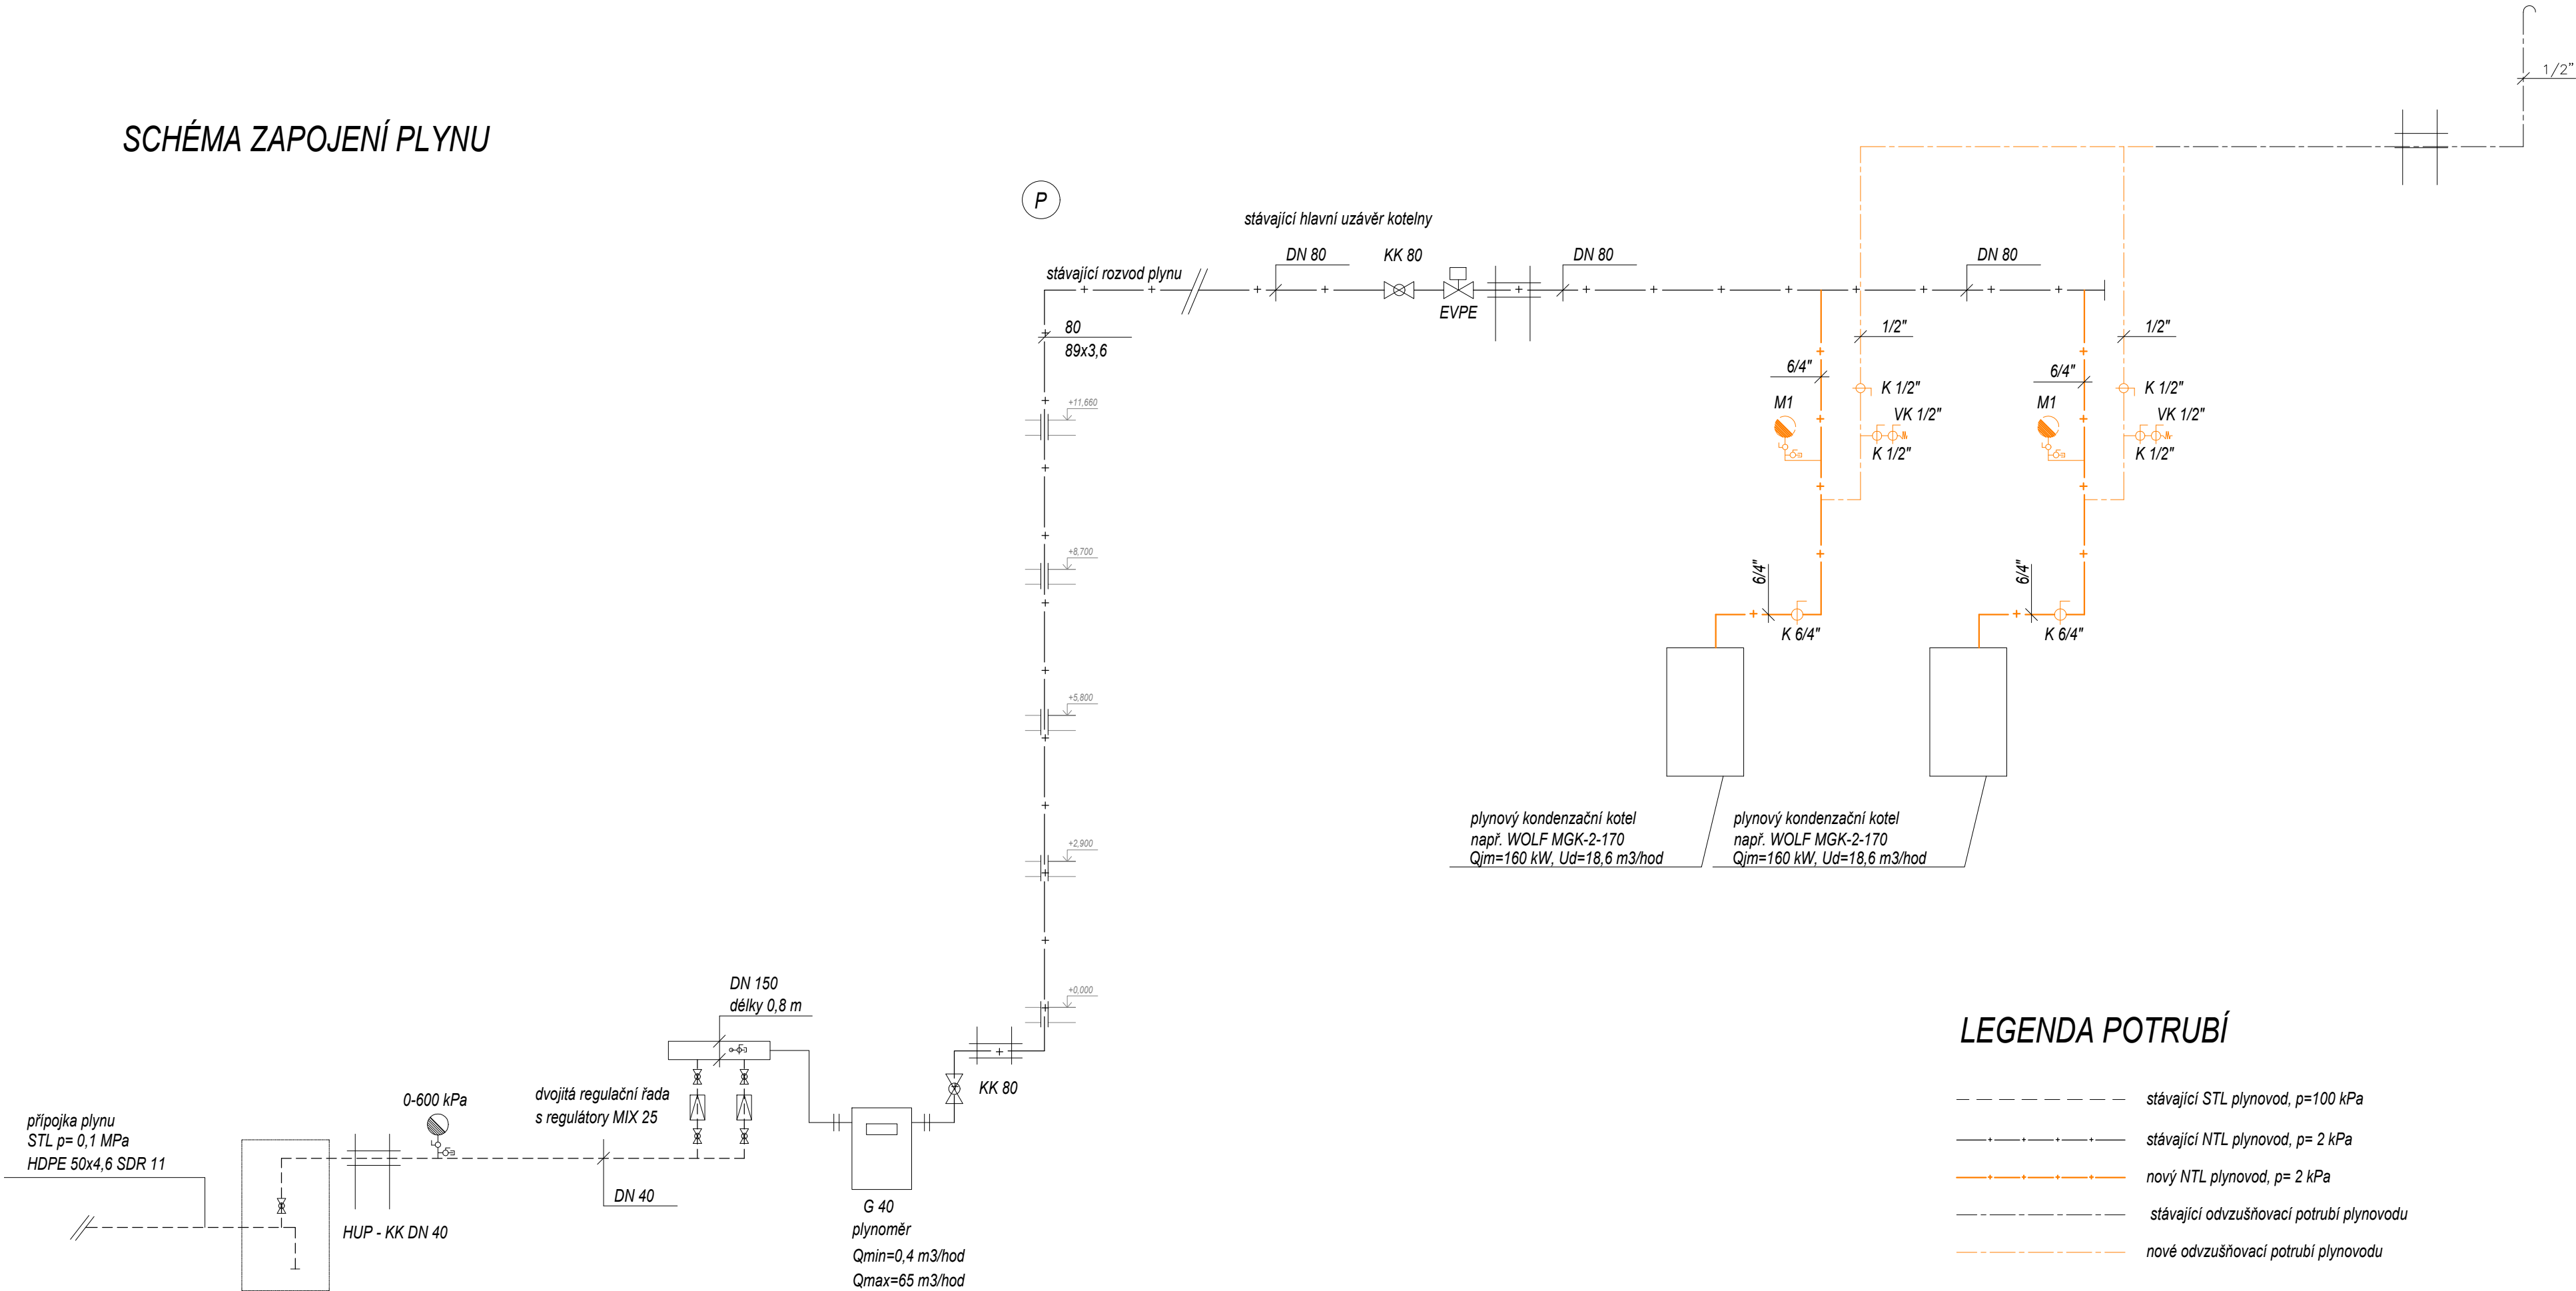 SCHÉMA ZAPOJENÍ PLYNU
1/2"
P
stávající hlavní uzávěr kotelny
DN 80
KK 80
DN 80
DN 80
stávající rozvod plynu
EVPE
80
89x3,6
1/2"
1/2"
6/4"
6/4"
K 1/2"
K 1/2"
M1
VK 1/2"
M1
VK 1/2"
K 1/2"
K 1/2"
+11,660
+8,700
6/4"
6/4"
K 6/4"
K 6/4"
+5,800
plynový kondenzační kotel
např. WOLF MGK-2-170
Qjm=160 kW, Ud=18,6 m3/hod
plynový kondenzační kotel
např. WOLF MGK-2-170
Qjm=160 kW, Ud=18,6 m3/hod
+2,900
+0,000
DN 150
délky 0,8 m
KK 80
0-600 kPa
dvojitá regulační řada
s regulátory MIX 25
přípojka plynu
STL p= 0,1 MPa
HDPE 50x4,6 SDR 11
DN 40
HUP - KK DN 40
G 40
plynoměr
Qmin=0,4 m3/hod
Qmax=65 m3/hod
LEGENDA POTRUBÍ
stávající STL plynovod, p=100 kPa
stávající NTL plynovod, p= 2 kPa
nový NTL plynovod, p= 2 kPa
stávající odvzušňovací potrubí plynovodu
nové odvzušňovací potrubí plynovodu